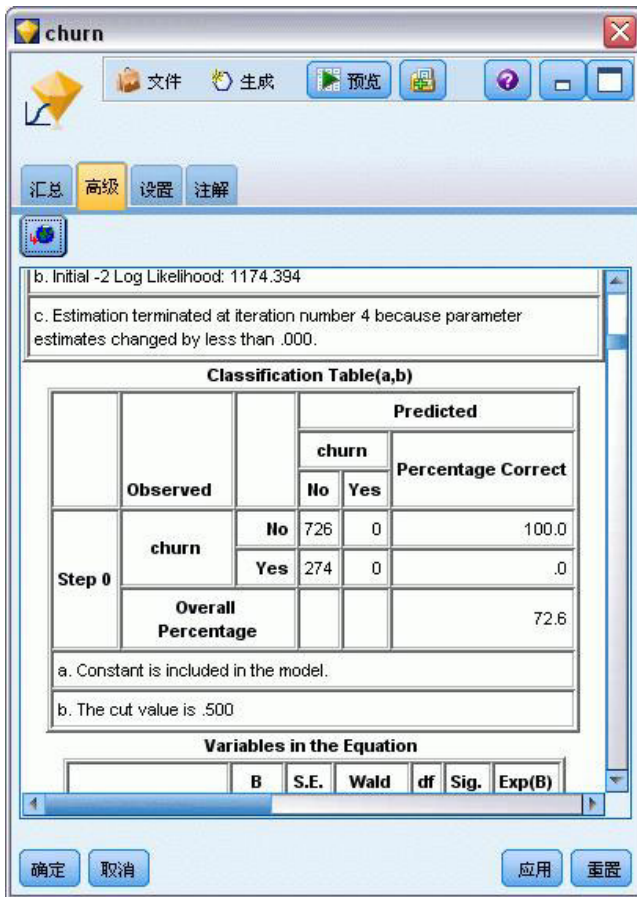 churn
文件 生成 预览
汇总 高级 设置 注解
b. Initial -2 Log Likelihood: 1174.394
c. Estimation terminated at iteration number 4 because parameter
estimates changed by less than .000.
Classification Table(a,b)
Predicted
churn Percentage Correct
Observed No Yes
Step 0 churn No 726 0 100.0
Yes 274 0 .0
Overall
Percentage 72.6
a. Constant is included in the model.
b. The cut value is .500
Variables in the Equation
B S.E. Wald df Sig. Exp(B)
确定 取消 应用 重置